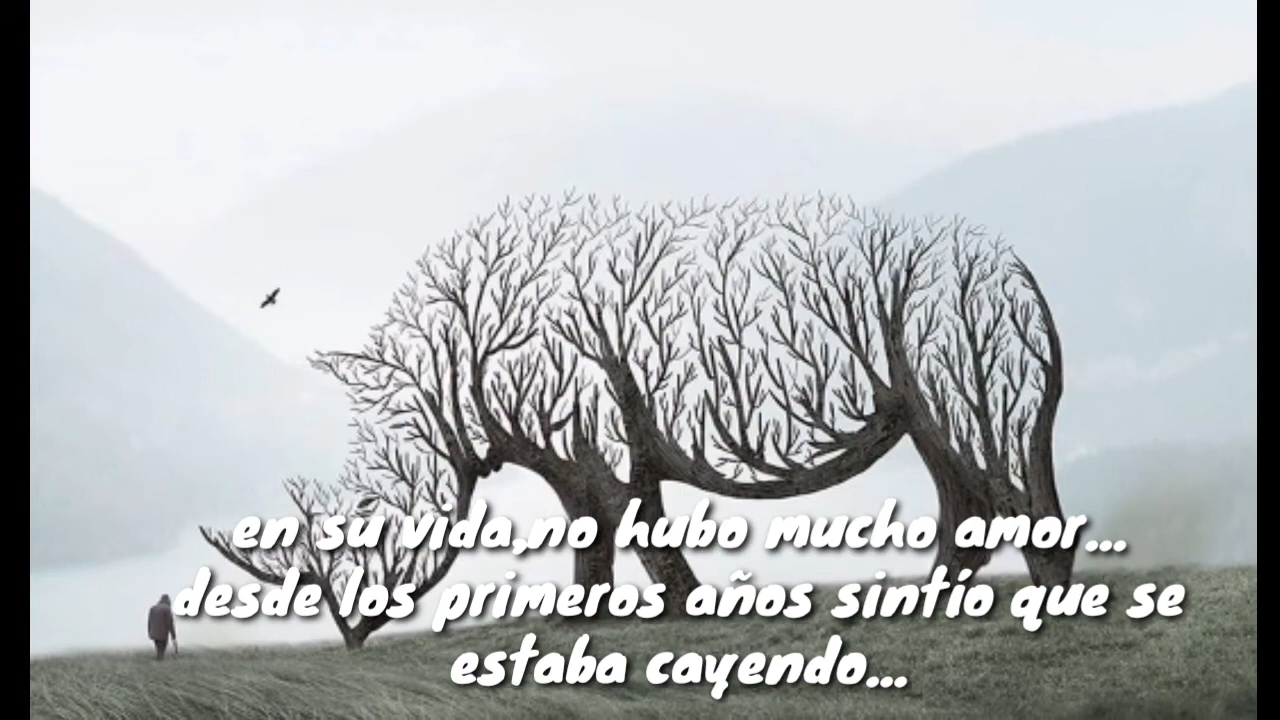 en su vida,no hubo mucho amor...
desde los primeros años sintío que se
estaba cayendo...